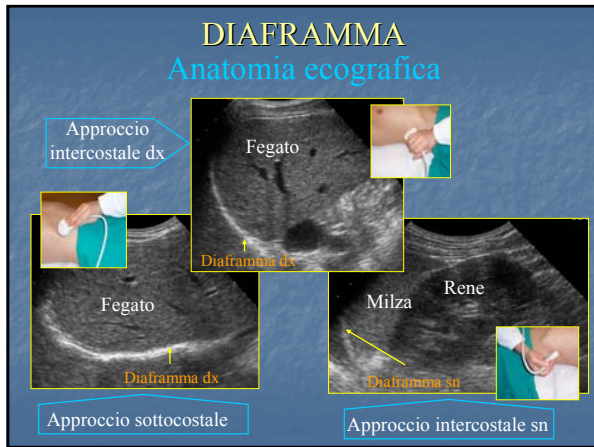 DIAFRAMMA
Anatomia ecografica
Approccio
intercostale dx
Fegato
Diaframma dx
Fegato
Diaframma dx
Approccio sottocostale
Milza
Rene
Diaframma sn
Approccio intercostale sn